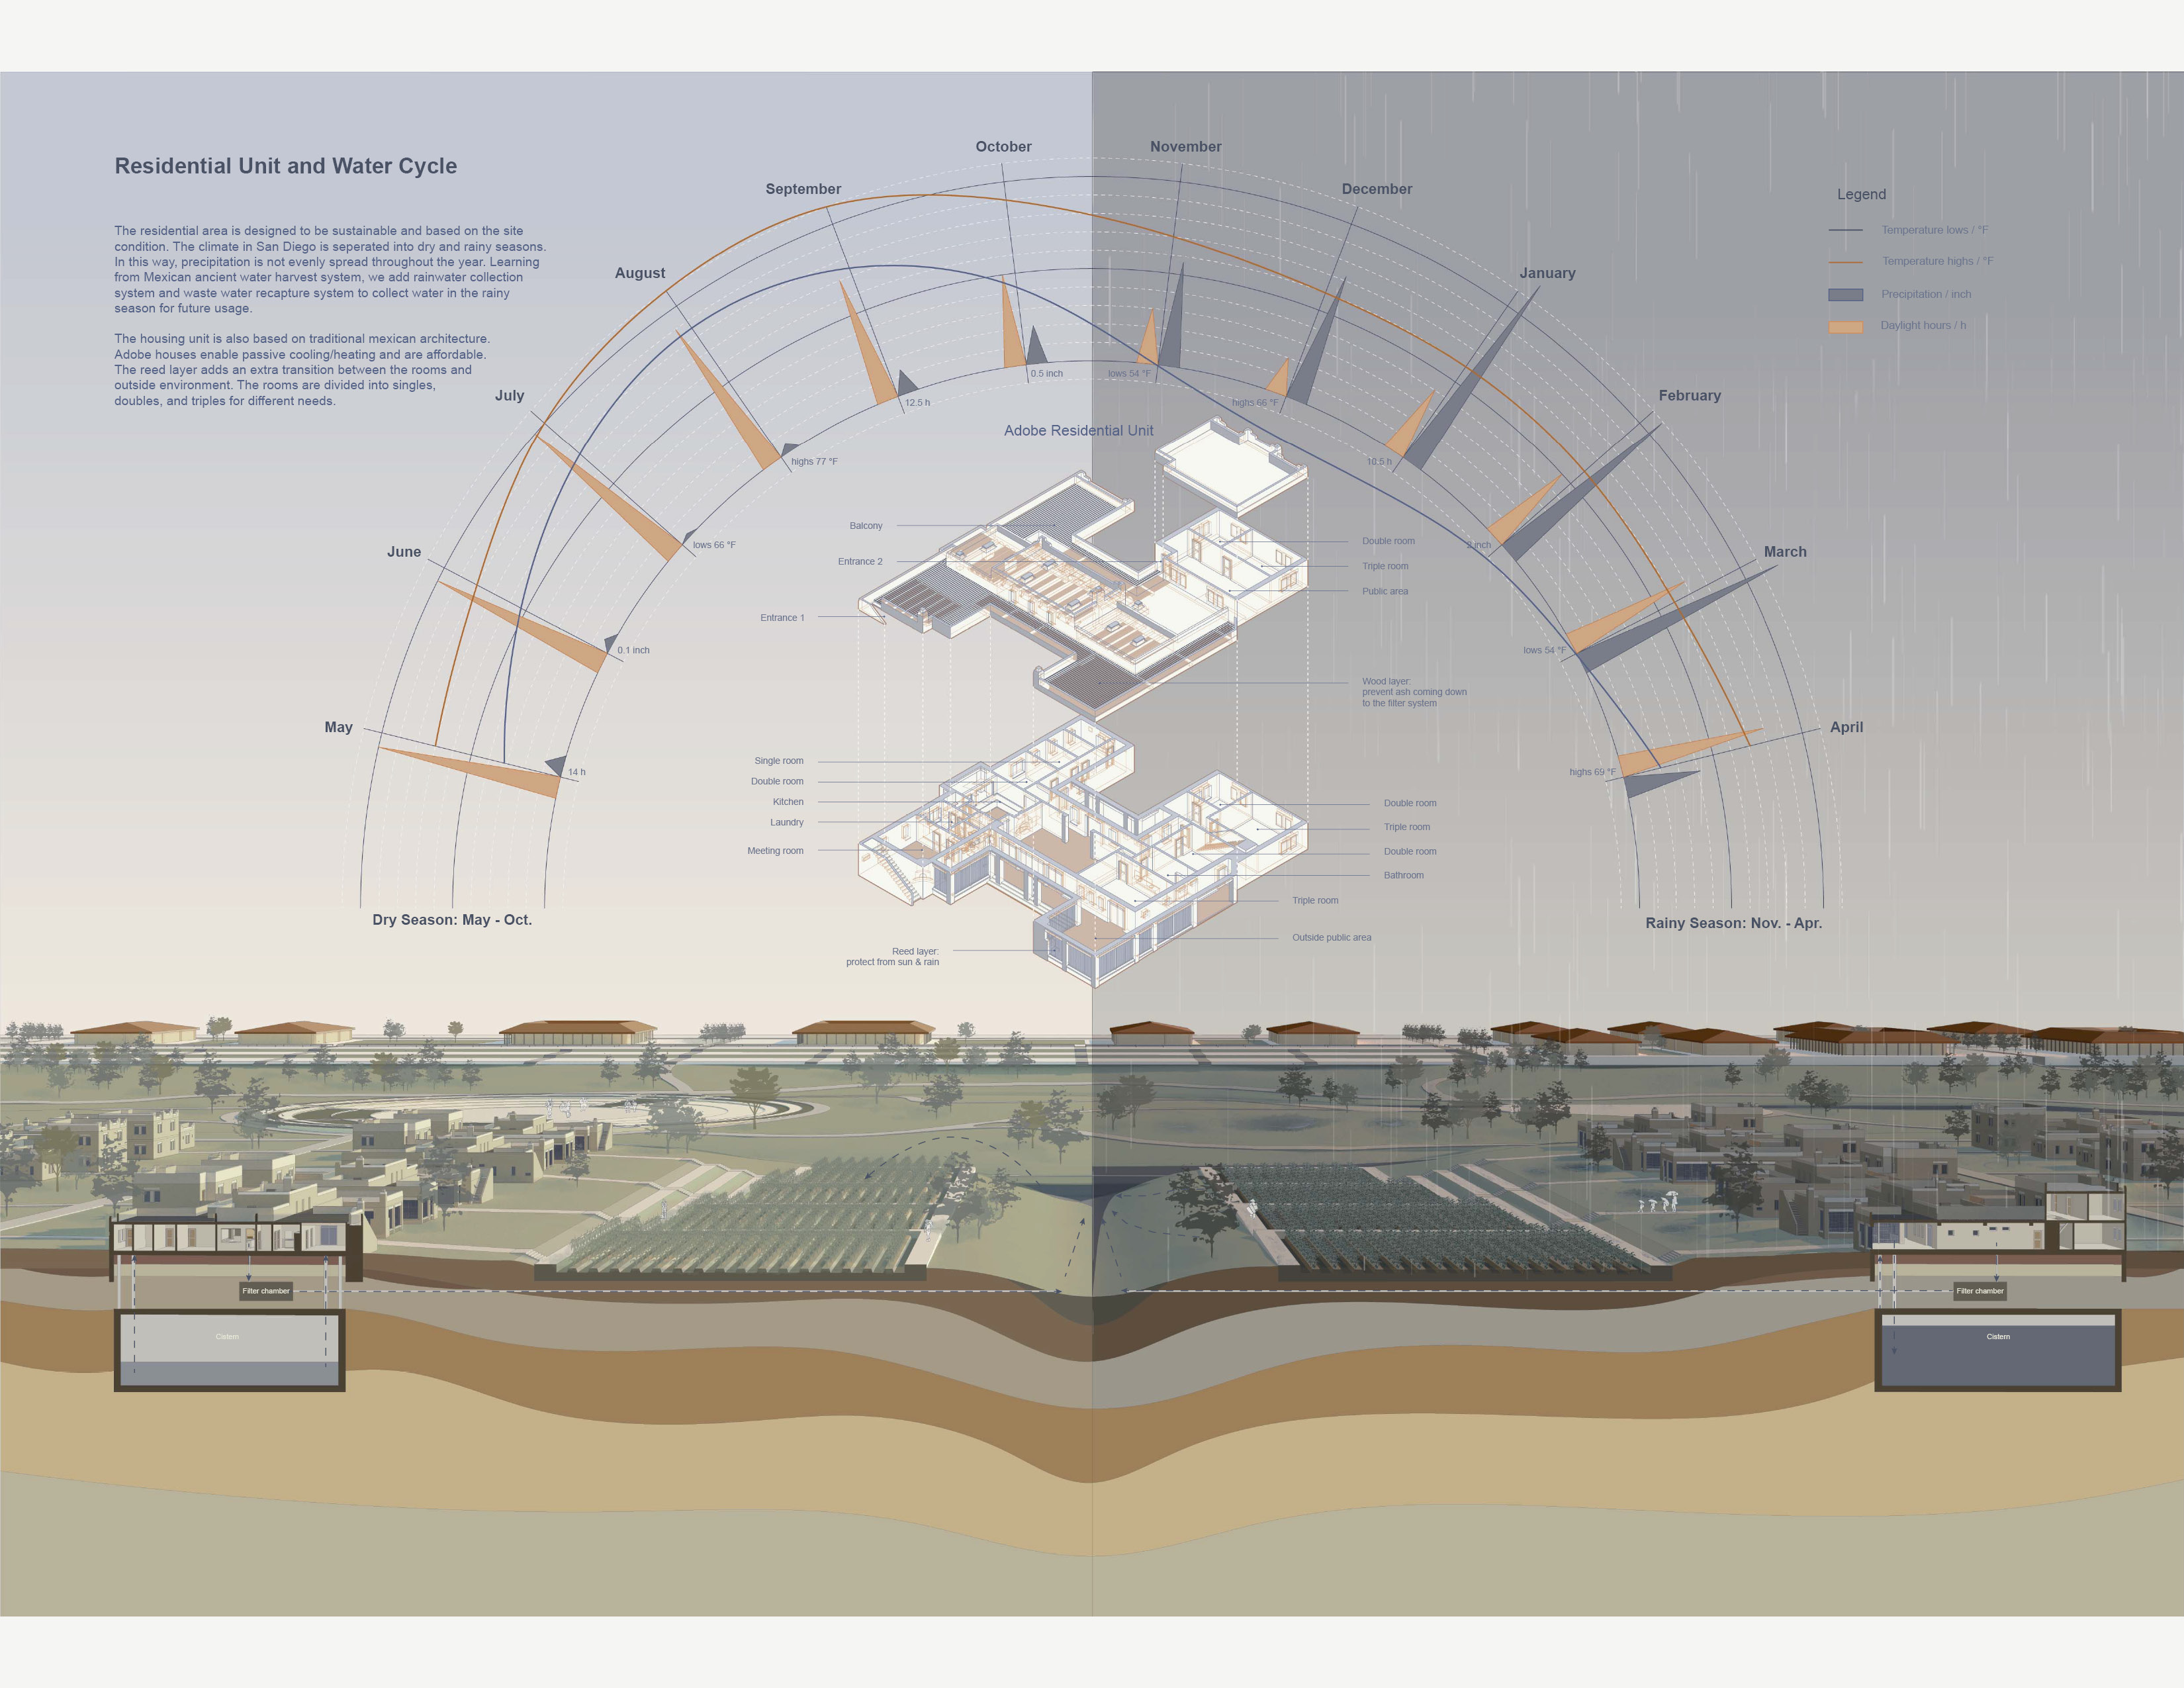 Residential Unit and Water Cycle
The residential area is designed to be sustainable and based on the site
condition. The climate in San Diego is seperated into dry and rainy seasons.
In this way, precipitation is not evenly spread throughout the year. Learning
from Mexican ancient water harvest system, we add rainwater collection
system and waste water recapture system to collect water in the rainy
season for future usage.
The housing unit is also based on traditional mexican architecture.
Adobe houses enable passive cooling/heating and are affordable.
The reed layer adds an extra transition between the rooms and
outside environment. The rooms are divided into singles,
doubles, and triples for different needs.
May
June
July
August
September
October
November
December
January
February
March
April
14 h
0.1 inch
lows 66 °F
highs 77 °F
12.5 h
0.5 inch
lows 54 °F
highs 66 °F
10.5 h
2 inch
lows 54 °F
highs 69 °F
Legend
Temperature lows / °F
Temperature highs / °F
Precipitation / inch
Daylight hours / h
Adobe Residential Unit
Balcony
Entrance 2
Entrance 1
Double room
Triple room
Public area
Wood layer:
prevent ash coming down
to the filter system
Single room
Double room
Kitchen
Laundry
Meeting room
Reed layer:
protect from sun & rain
Double room
Triple room
Double room
Bathroom
Triple room
Outside public area
Dry Season: May - Oct.
Rainy Season: Nov. - Apr.
Filter chamber
Cistern
Filter chamber
Cistern